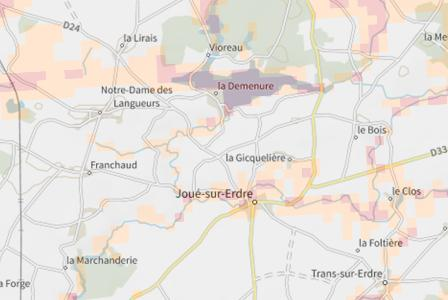 D24
la Lirais
Vioreau
la Me
Notre-Dame des
Langueurs
la Demenure
le Bois
la Gicquelière
D33
Franchaud
Joué-sur-Erdre
le Clos
la Foltière
la Marchanderie
Trans-sur-Erdre
a Forge